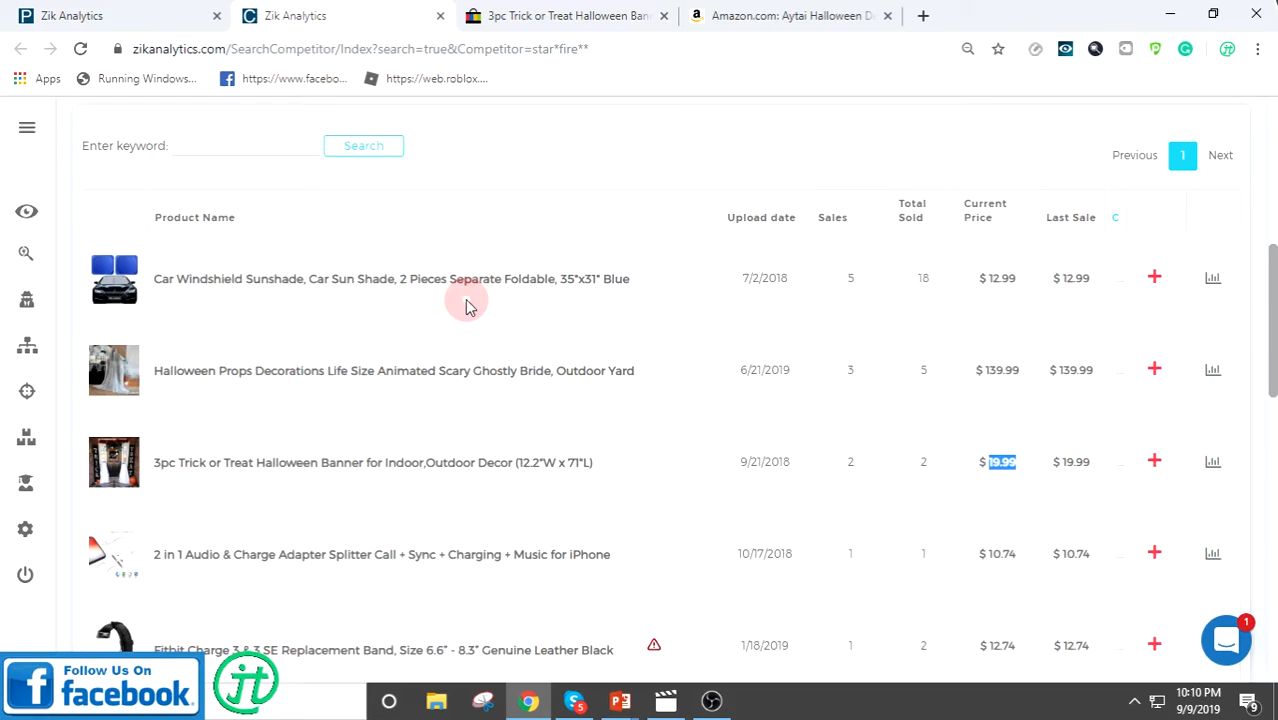 Zik Analytics
Zik Analytics
3pc Trick or Treat Halloween Ban
Amazon.com: Aytai Halloween D
zikanalytics.com/SearchCompetitor/Index?search=true&Competitor=star*fire**
Apps
Running Windows...
https://www.facebo...
https://web.roblox....
Enter keyword:
Search
Previous
1
Next
Product Name
Upload date
Sales
Total Sold
Current Price
Last Sale
C
Car Windshield Sunshade, Car Sun Shade, 2 Pieces Separate Foldable, 35"x31" Blue
7/2/2018
5
18
$ 12.99
$ 12.99
...
Halloween Props Decorations Life Size Animated Scary Ghostly Bride, Outdoor Yard
6/21/2019
3
5
$ 139.99
$ 139.99
...
3pc Trick or Treat Halloween Banner for Indoor,Outdoor Decor (12.2"W x 71"L)
9/21/2018
2
2
$ 19.99
$ 19.99
...
2 in 1 Audio & Charge Adapter Splitter Call + Sync + Charging + Music for iPhone
10/17/2018
1
1
$ 10.74
$ 10.74
...
Fitbit Charge 3 & 3 SE Replacement Band, Size 6.6" - 8.3" Genuine Leather Black
1/18/2019
1
2
$ 12.74
$ 12.74
...
1
Follow Us On
facebook.
jt
5
10:10 PM
9/9/2019
9